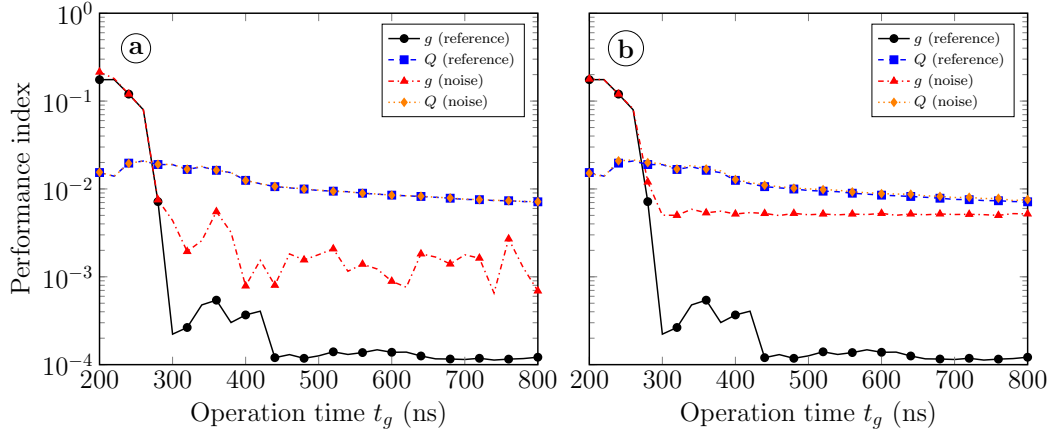 10^0
10^{-1}
10^{-2}
10^{-3}
10^{-4}
Performance index
a
g (reference)
Q (reference)
g (noise)
Q (noise)
200 300 400 500 600 700 800
Operation time t_g (ns)
b
g (reference)
Q (reference)
g (noise)
Q (noise)
200 300 400 500 600 700 800
Operation time t_g (ns)